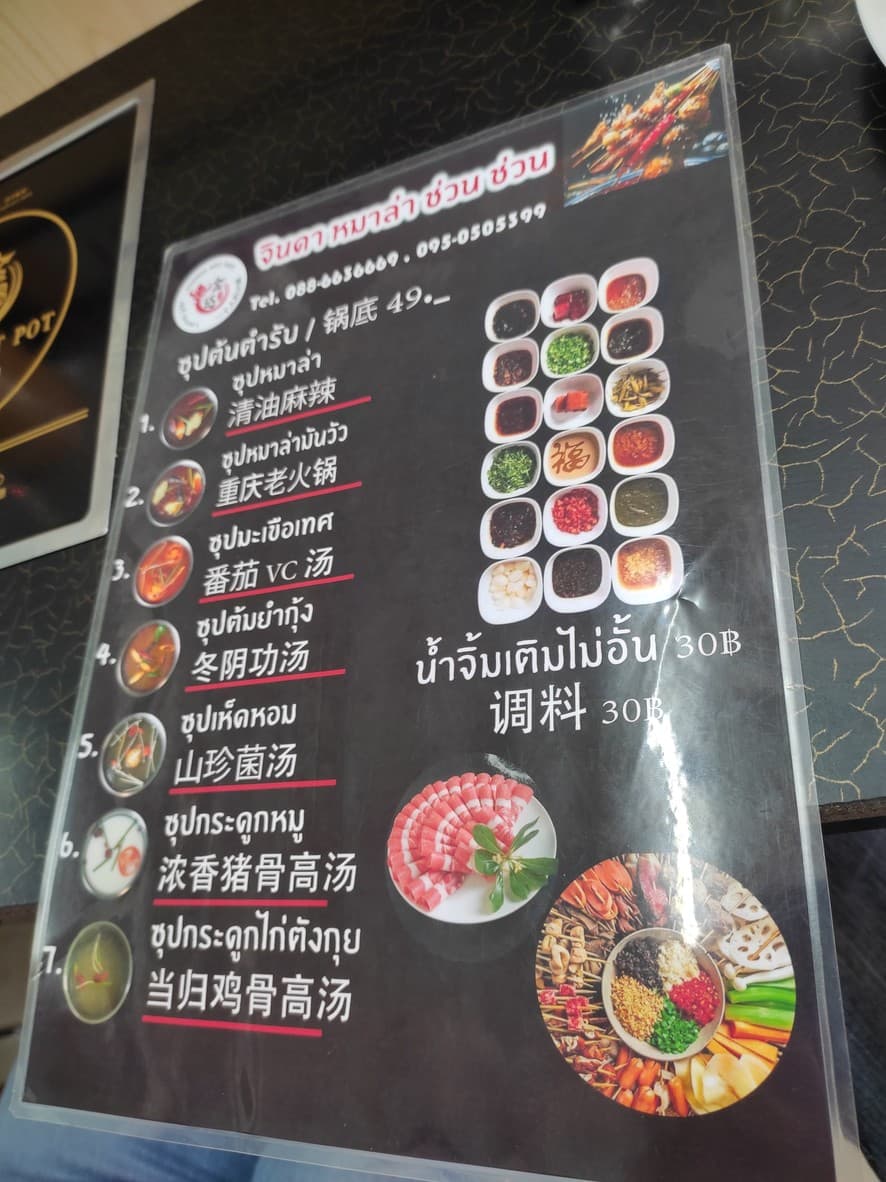 จินดา หมาล่า ช่วน ช่วน
Tel. 088-6636669 , 095-0505399
ซุปต้นตำรับ / 锅底 49.-
1. ซุปหมาล่า
清油麻辣
2. ซุปหมาล่ามันวัว
重庆老火锅
3. ซุปมะเขือเทศ
番茄 VC 汤
4. ซุปต้มยำกุ้ง
冬阴功汤
5. ซุปเห็ดหอม
山珍菌汤
6. ซุปกระดูกหมู
浓香猪骨高汤
7. ซุปกระดูกไก่ตังกุย
当归鸡骨高汤
福
น้ำจิ้มเติมไม่อั้น 30฿
调料 30฿
POT